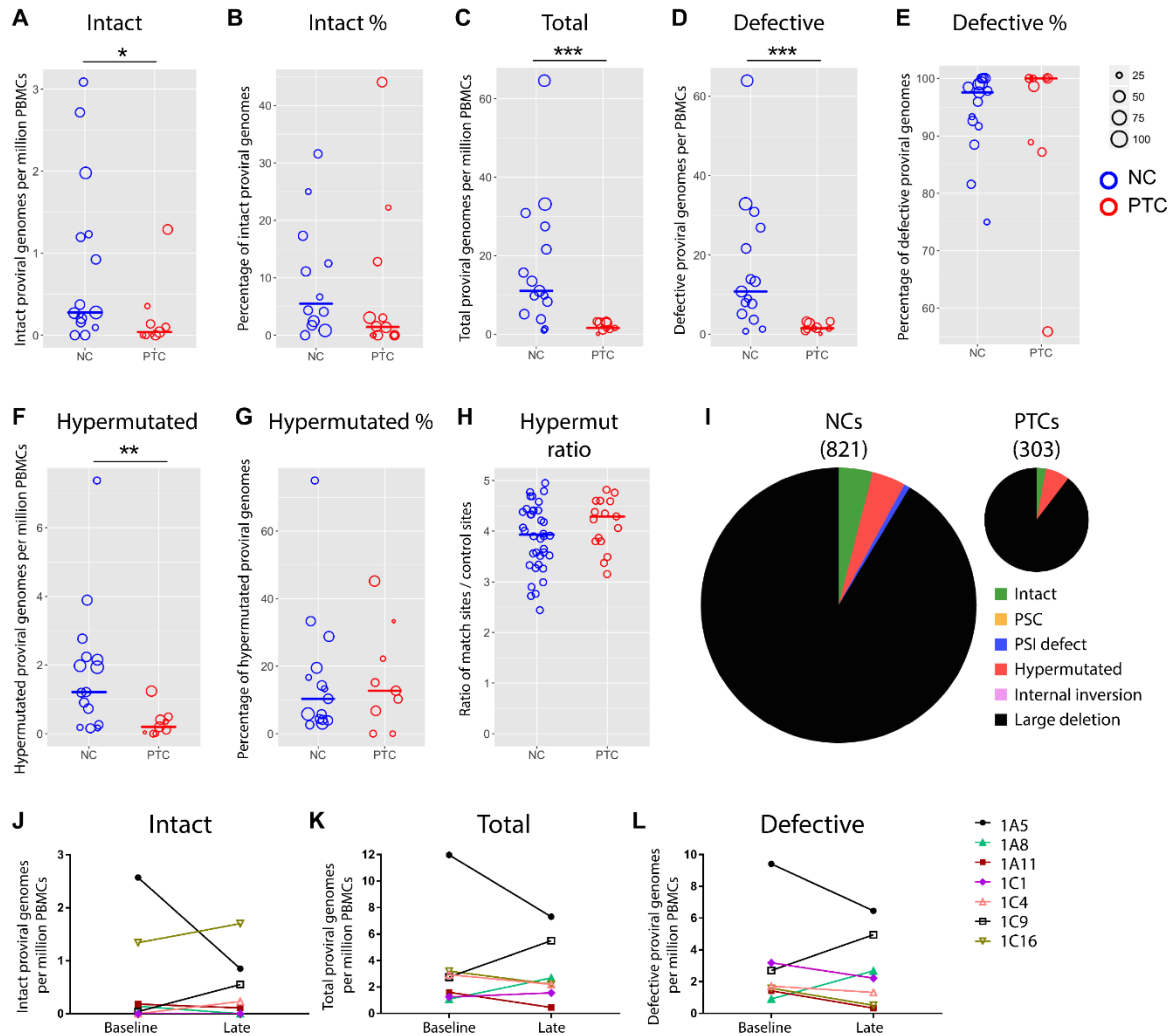 A Intact
*
Intact proviral genomes per million PBMCs
3
2
1
0
NC PTC
B Intact %
Percentage of intact proviral genomes
40
30
20
10
0
NC PTC
C Total
***
Total proviral genomes per million PBMCs
60
40
20
0
NC PTC
D Defective
***
Defective proviral genomes per PBMCs
60
40
20
0
NC PTC
E Defective %
Percentage of defective proviral genomes
100
90
80
70
60
NC PTC
25
50
75
100
NC
PTC
F Hypermutated
**
Hypermutated proviral genomes per million PBMCs
8
6
4
2
0
NC PTC
G Hypermutated %
Percentage of hypermutated proviral genomes
80
60
40
20
0
NC PTC
H Hypermut
ratio
Ratio of match sites / control sites
5
4
3
2
1
0
NC PTC
I NCs
(821)
PTCs
(303)
Intact
PSC
PSI defect
Hypermutated
Internal inversion
Large deletion
J Intact
Intact proviral genomes
per million PBMCs
3
2
1
0
Baseline Late
K Total
Total proviral genomes
per million PBMCs
12
10
8
6
4
2
0
Baseline Late
L Defective
Defective proviral genomes
per million PBMCs
10
8
6
4
2
0
Baseline Late
1A5
1A8
1A11
1C1
1C4
1C9
1C16